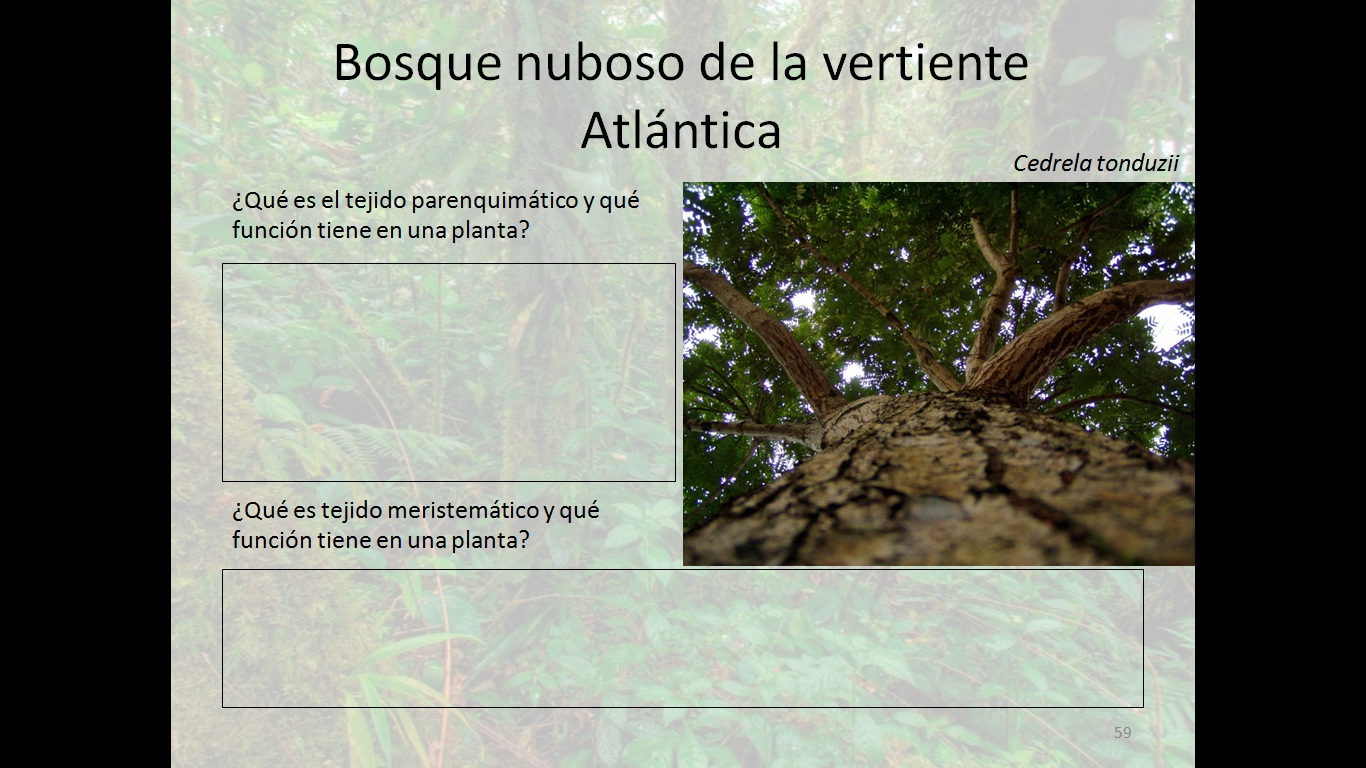 Bosque nuboso de la vertiente
Atlántica
Cedrela tonduzii
¿Qué es el tejido parenquimático y qué
función tiene en una planta?
¿Qué es tejido meristemático y qué
función tiene en una planta?
59